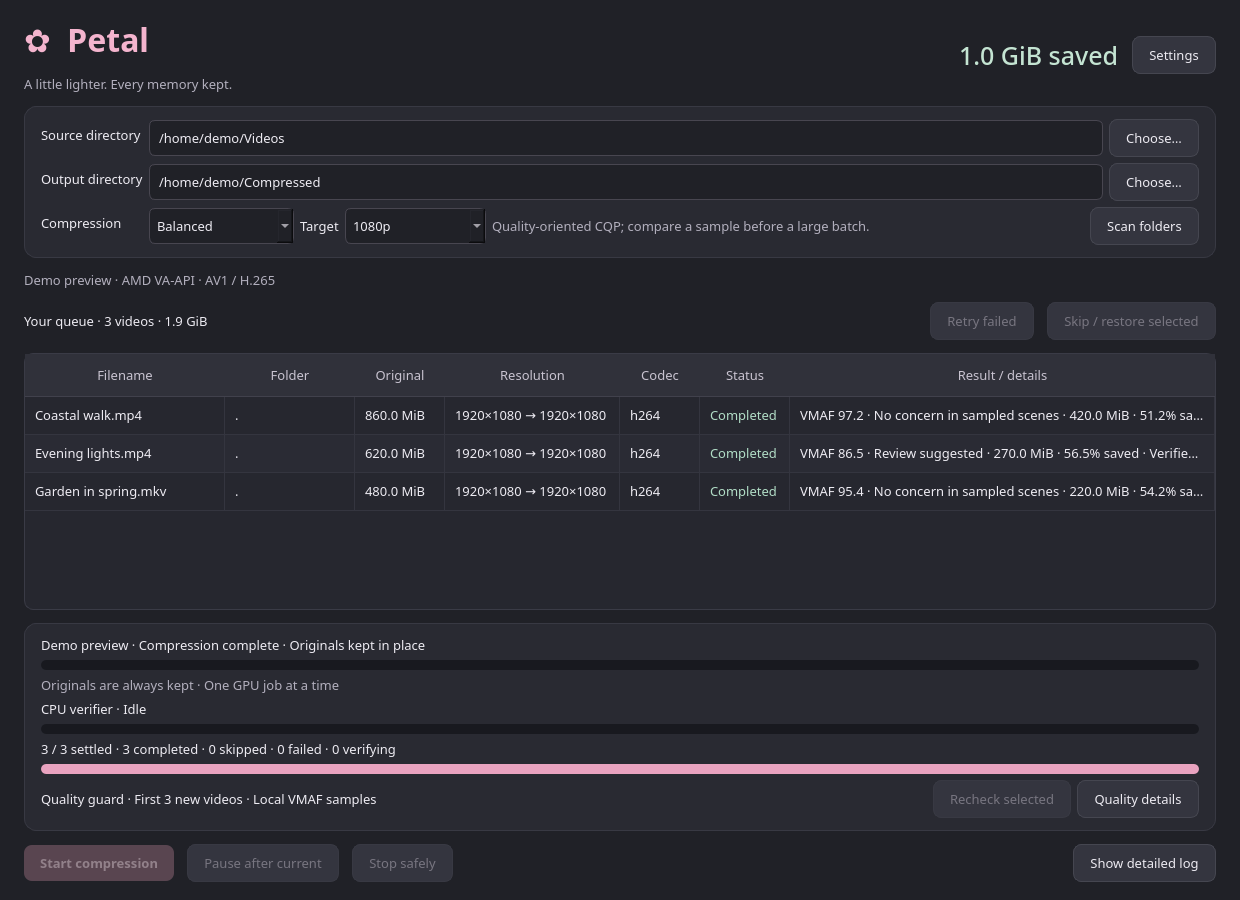 ✿ Petal
1.0 GiB saved
Settings
A little lighter. Every memory kept.
Source directory
/home/demo/Videos
Choose...
Output directory
/home/demo/Compressed
Choose...
Compression
Balanced
Target
1080p
Quality-oriented CQP; compare a sample before a large batch.
Scan folders
Demo preview · AMD VA-API · AV1 / H.265
Your queue · 3 videos · 1.9 GiB
Retry failed
Skip / restore selected
Filename Folder Original Resolution Codec Status Result / details
Coastal walk.mp4 . 860.0 MiB 1920×1080 → 1920×1080 h264 Completed VMAF 97.2 · No concern in sampled scenes · 420.0 MiB · 51.2% sa...
Evening lights.mp4 . 620.0 MiB 1920×1080 → 1920×1080 h264 Completed VMAF 86.5 · Review suggested · 270.0 MiB · 56.5% saved · Verifie...
Garden in spring.mkv . 480.0 MiB 1920×1080 → 1920×1080 h264 Completed VMAF 95.4 · No concern in sampled scenes · 220.0 MiB · 54.2% sa...
Demo preview · Compression complete · Originals kept in place
Originals are always kept · One GPU job at a time
CPU verifier · Idle
3 / 3 settled · 3 completed · 0 skipped · 0 failed · 0 verifying
Quality guard · First 3 new videos · Local VMAF samples
Recheck selected
Quality details
Start compression
Pause after current
Stop safely
Show detailed log